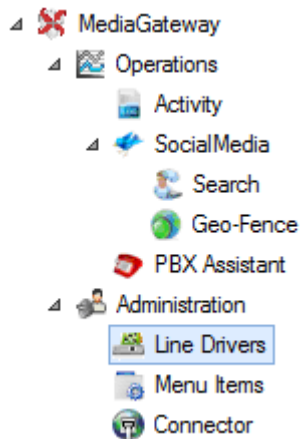 MediaGateway
Operations
Activity
SocialMedia
Search
Geo-Fence
PBX Assistant
Administration
Line Drivers
Menu Items
Connector